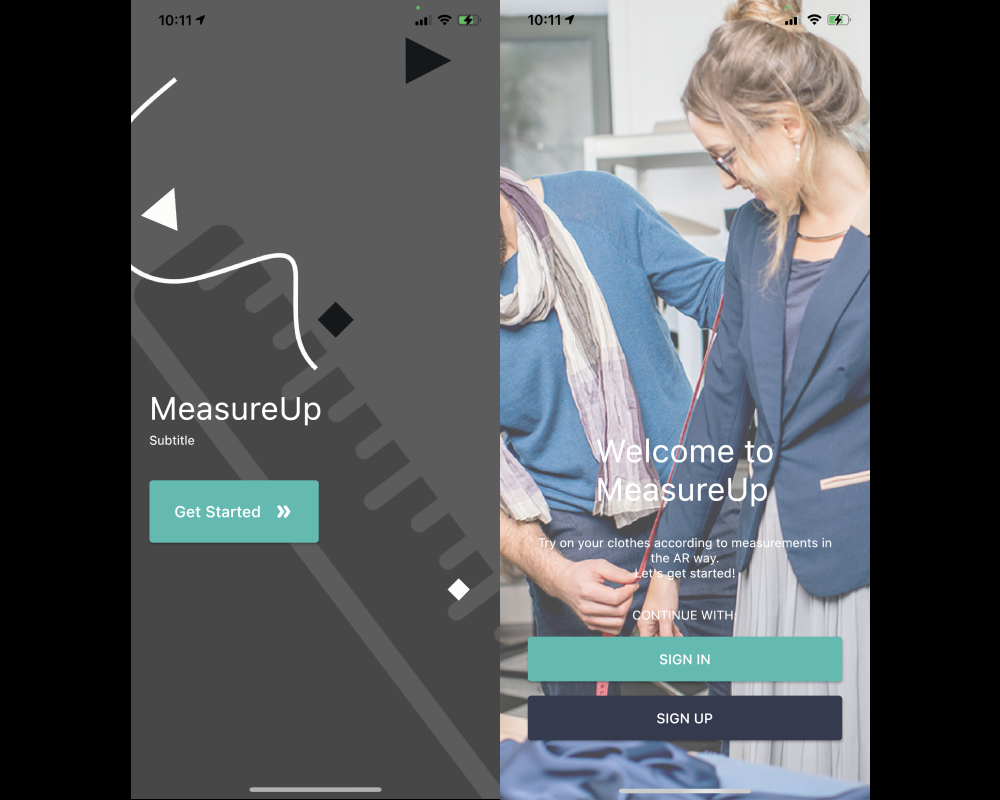 10:11
MeasureUp
Subtitle
Get Started
10:11
Welcome to
MeasureUp
Try on your clothes according to measurements in
the AR way.
Let's get started!
CONTINUE WITH:
SIGN IN
SIGN UP